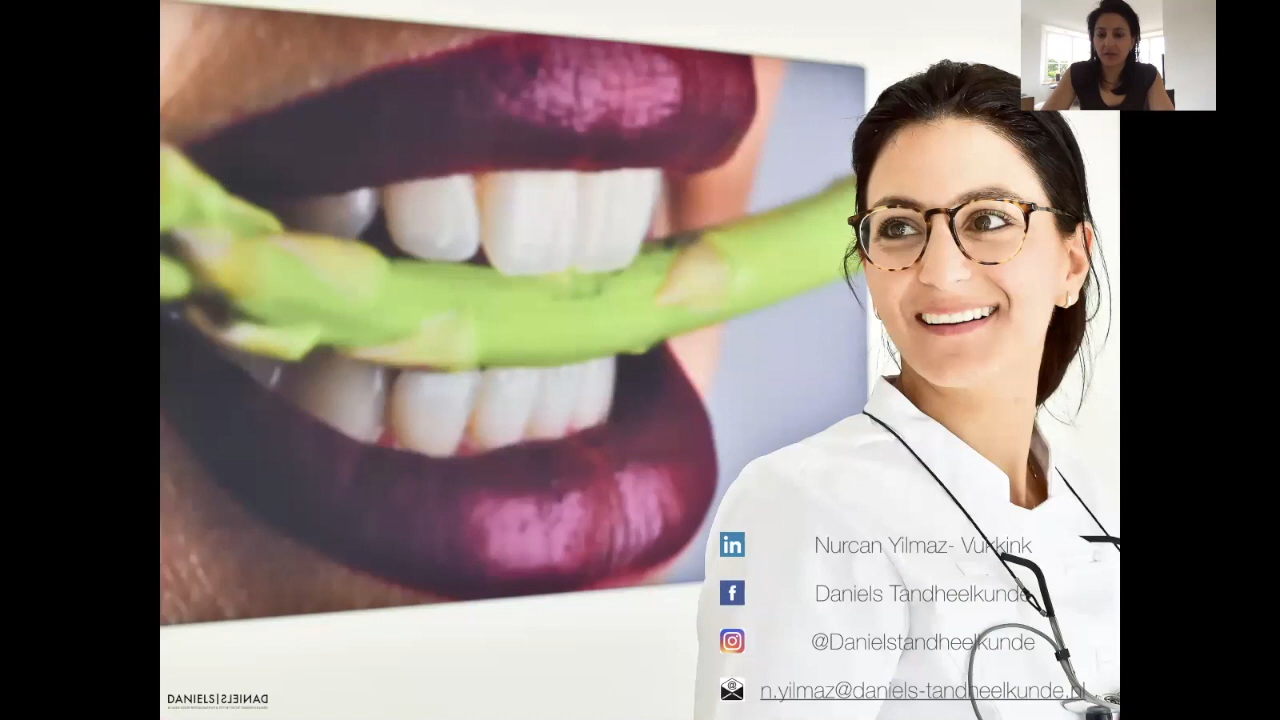 Nurcan Yilmaz- Vukkink
Daniels Tandheelkunde
@Danielstandheelkunde
n.yilmaz@daniels-tandheelkunde.nl
DANIELS|DANIELS